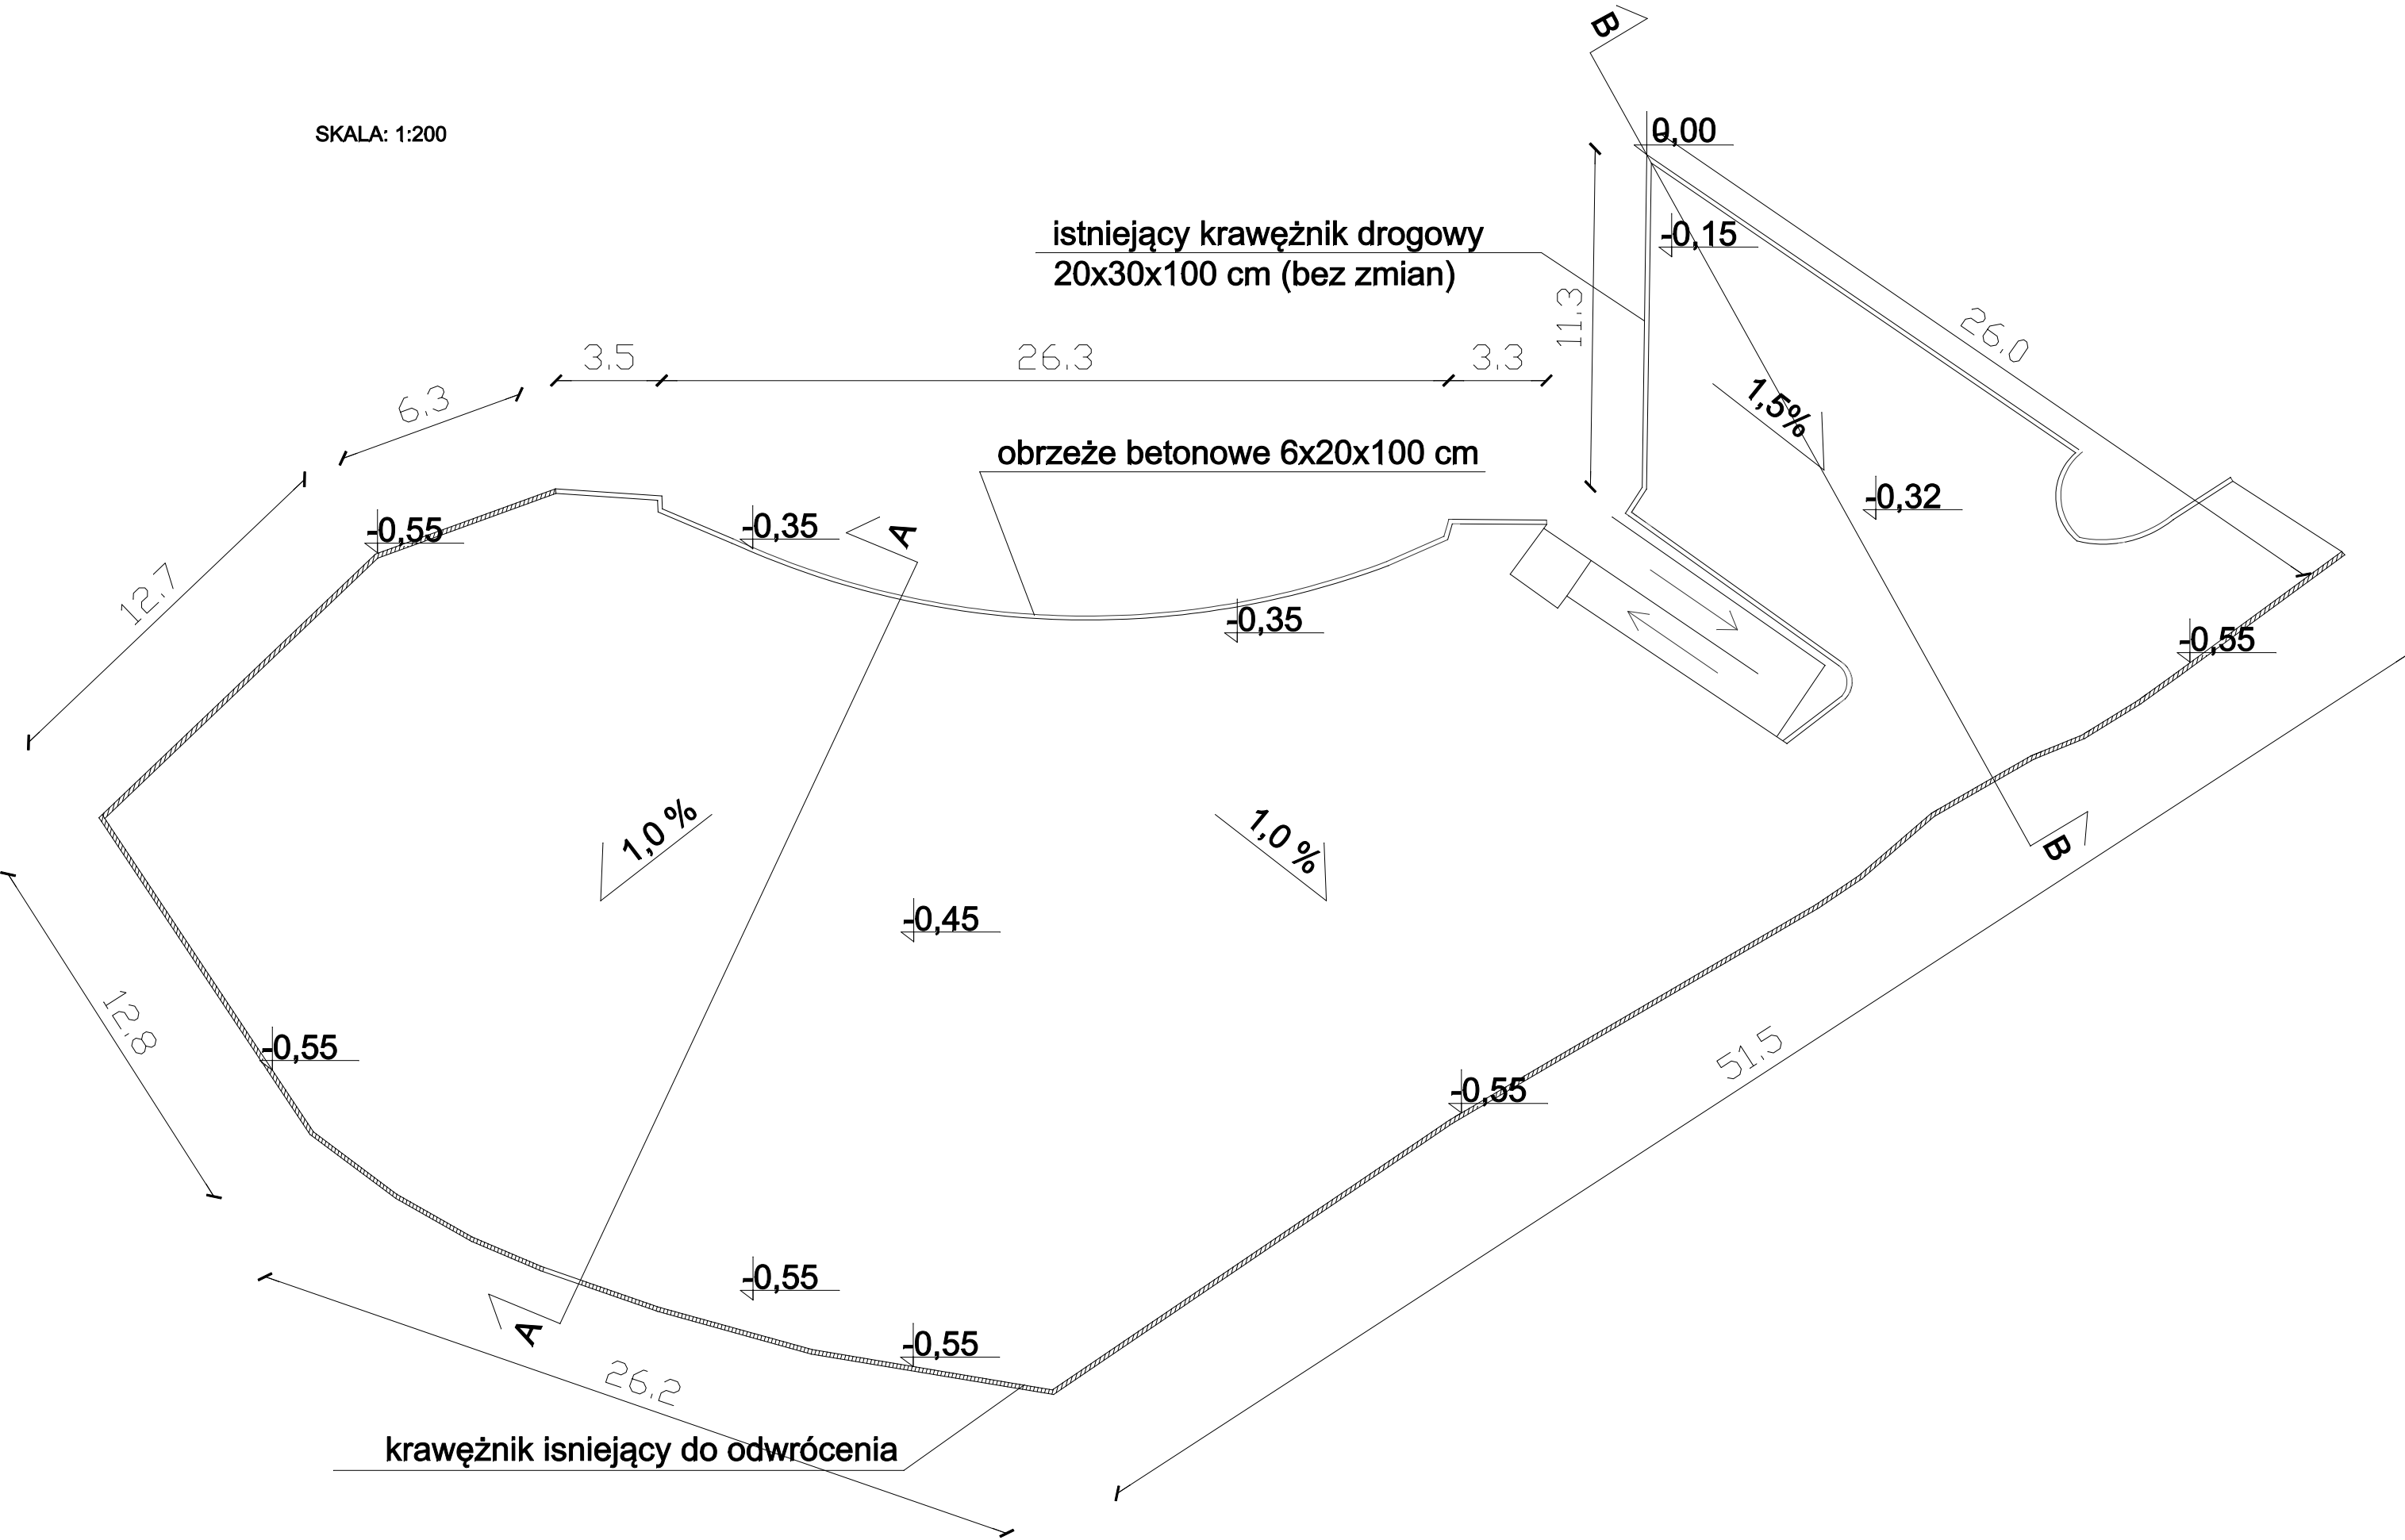 B
0,00
SKALA: 1:200
-0,15
istniejący krawężnik drogowy
20x30x100 cm (bez zmian)
11.3
26.0
3.5
26.3
3.3
6.3
1,5%
obrzeże betonowe 6x20x100 cm
-0,32
-0,55
-0,35
A
12.7
-0,35
-0,55
1,0 %
1,0 %
B
-0,45
12.8
-0,55
51.5
-0,55
-0,55
A
-0,55
26.2
krawężnik isniejący do odwrócenia